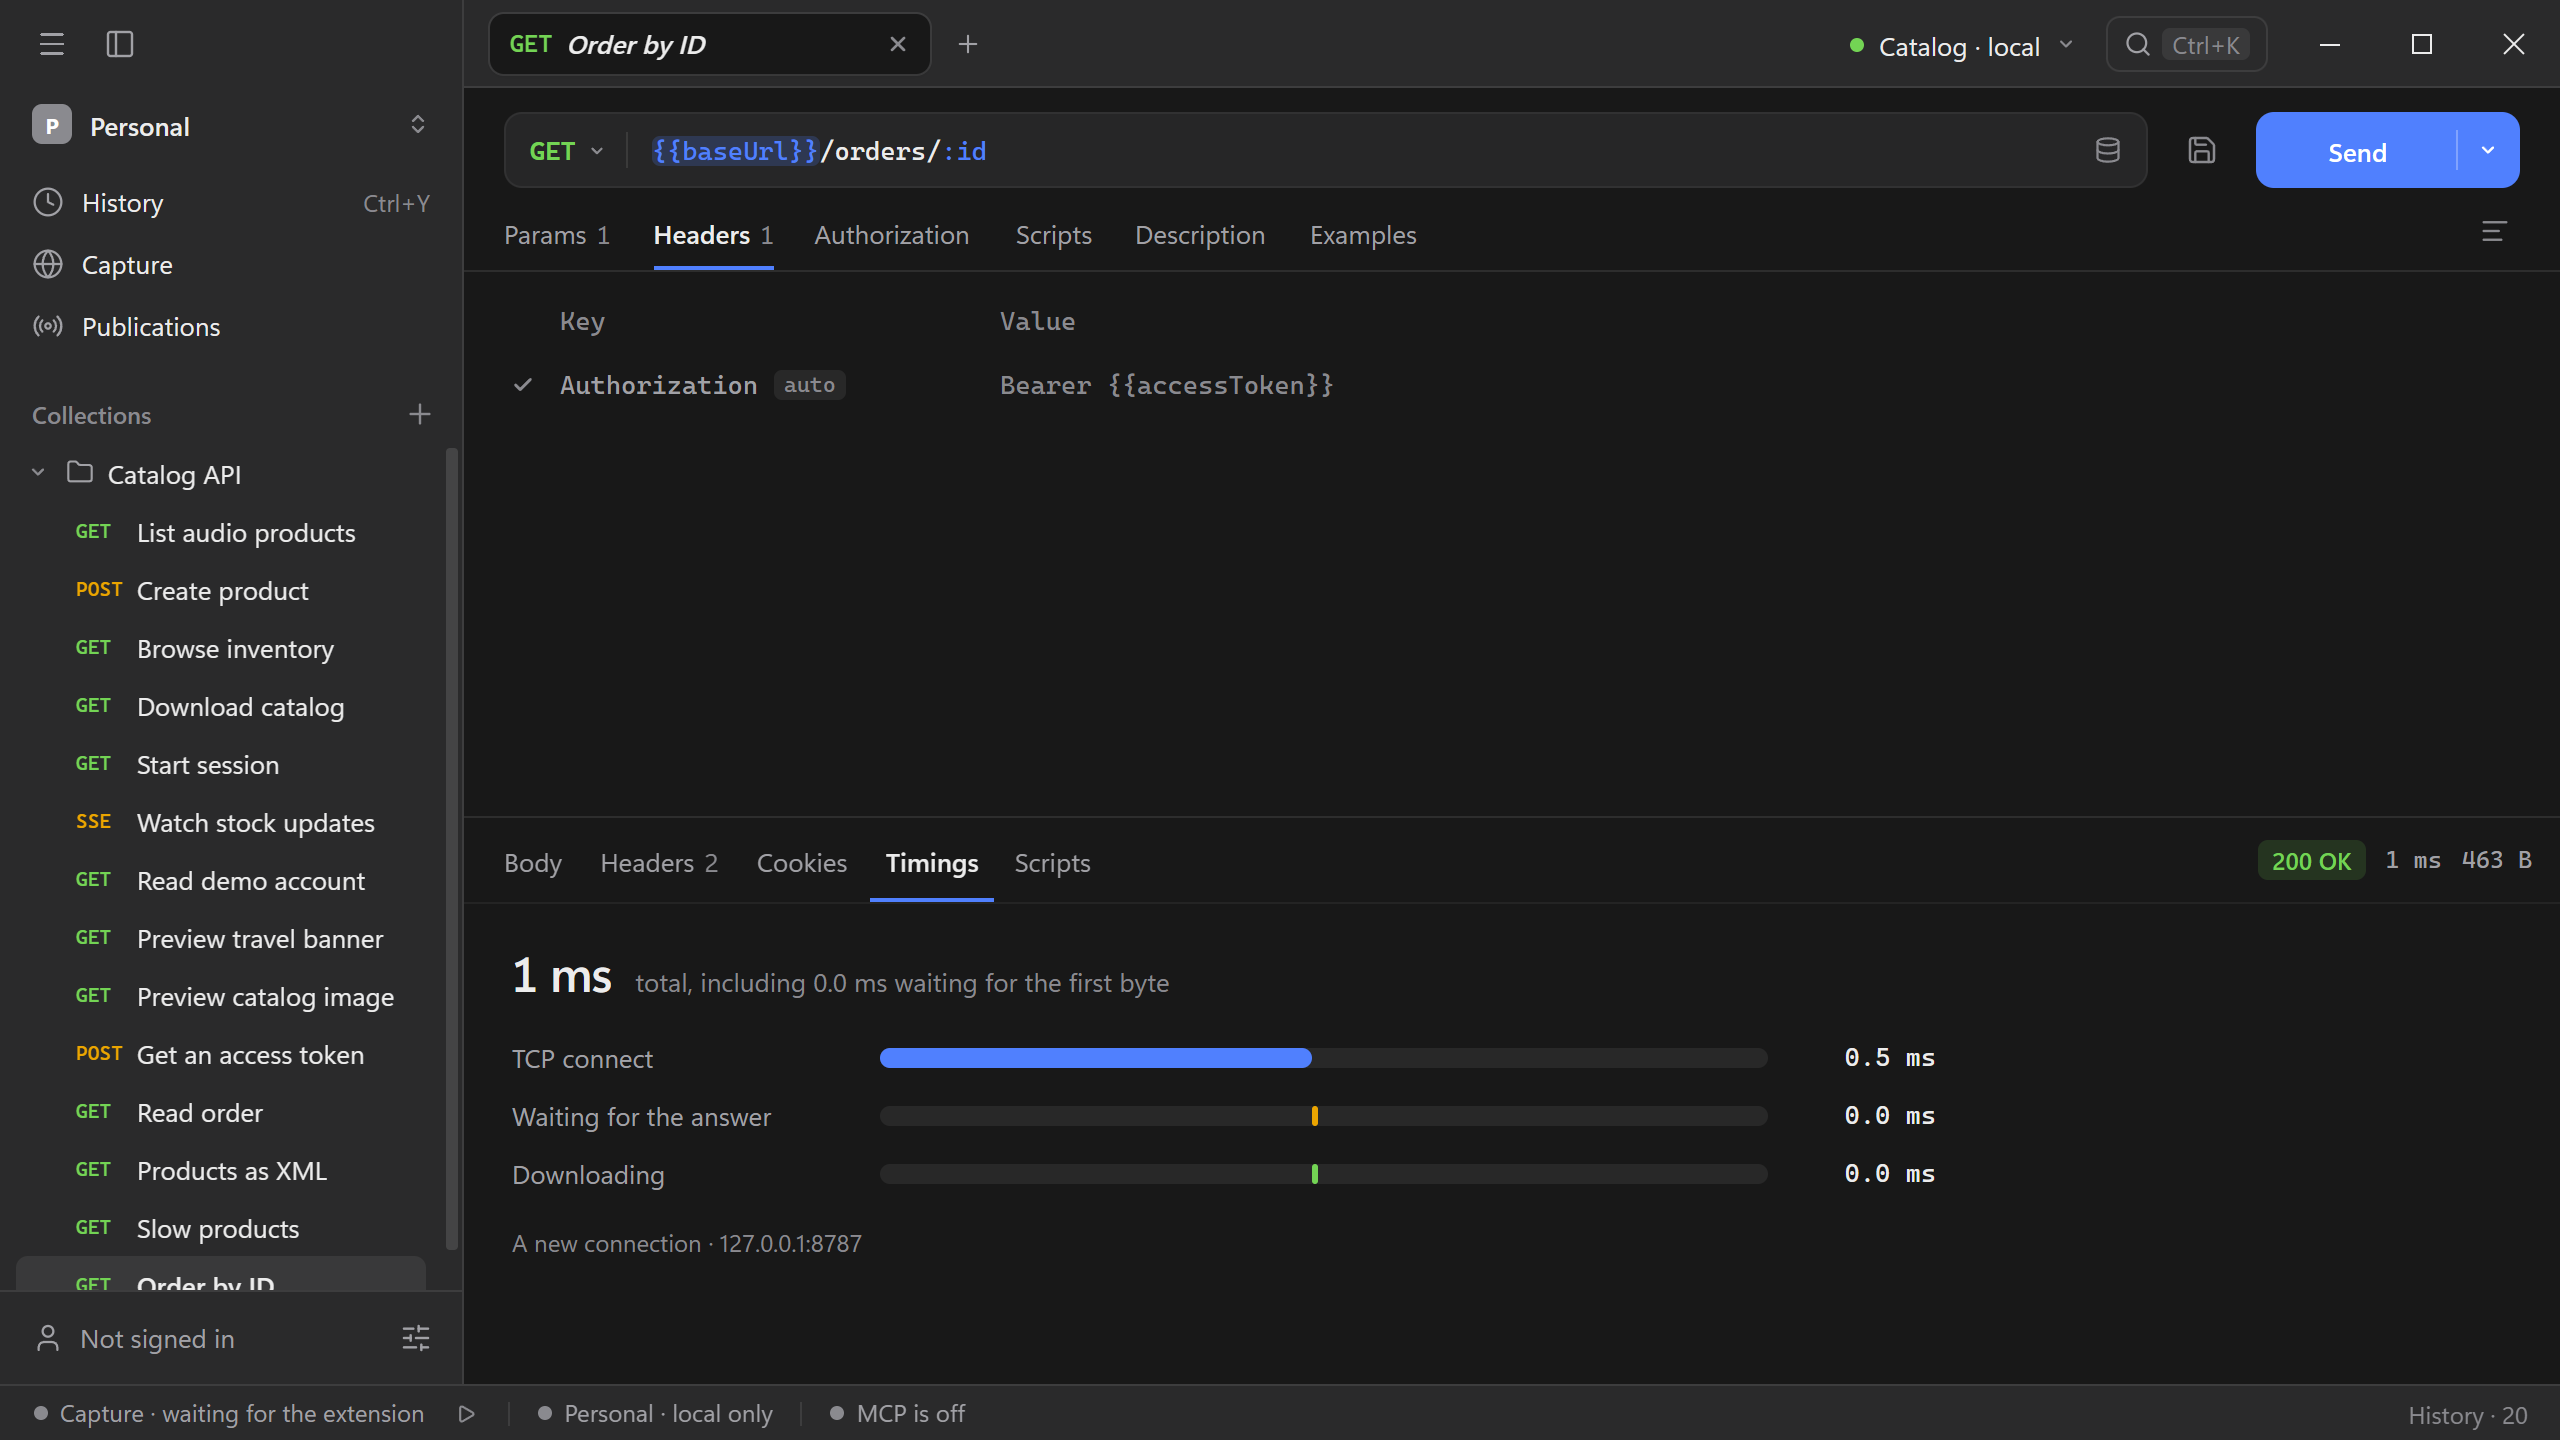 GET Order by ID
Catalog · local
Ctrl+K
P Personal
History Ctrl+Y
Capture
Publications
Collections
Catalog API
GET List audio products
POST Create product
GET Browse inventory
GET Download catalog
GET Start session
SSE Watch stock updates
GET Read demo account
GET Preview travel banner
GET Preview catalog image
POST Get an access token
GET Read order
GET Products as XML
GET Slow products
GET Order by ID
Not signed in
GET {{baseUrl}}/orders/:id
Send
Params 1 Headers 1 Authorization Scripts Description Examples
Key Value
Authorization auto Bearer {{accessToken}}
Body Headers 2 Cookies Timings Scripts
200 OK 1 ms 463 B
1 ms total, including 0.0 ms waiting for the first byte
TCP connect 0.5 ms
Waiting for the answer 0.0 ms
Downloading 0.0 ms
A new connection · 127.0.0.1:8787
Capture · waiting for the extension
Personal · local only
MCP is off
History · 20